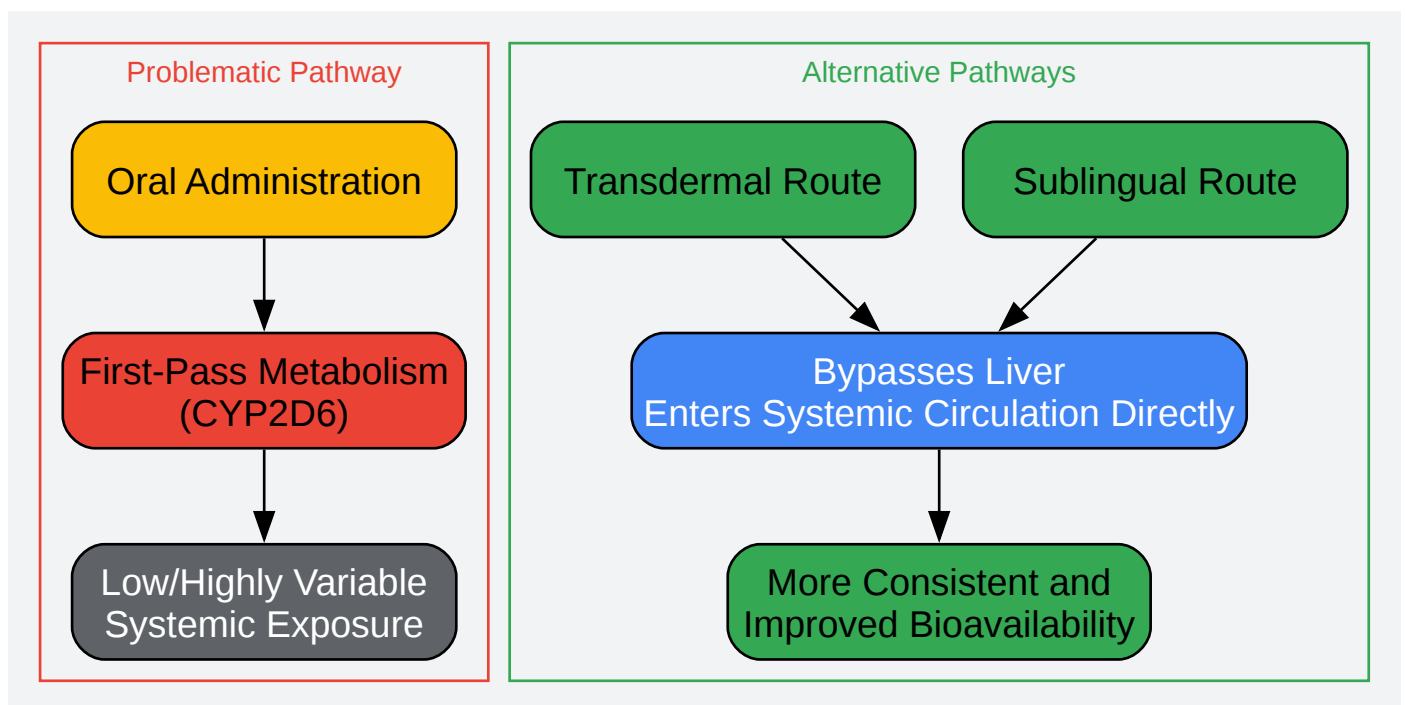 Problematic Pathway
Oral Administration
First-Pass Metabolism
(CYP2D6)
Low/Highly Variable
Systemic Exposure
Alternative Pathways
Transdermal Route
Sublingual Route
Bypasses Liver
Enters Systemic Circulation Directly
More Consistent and
Improved Bioavailability